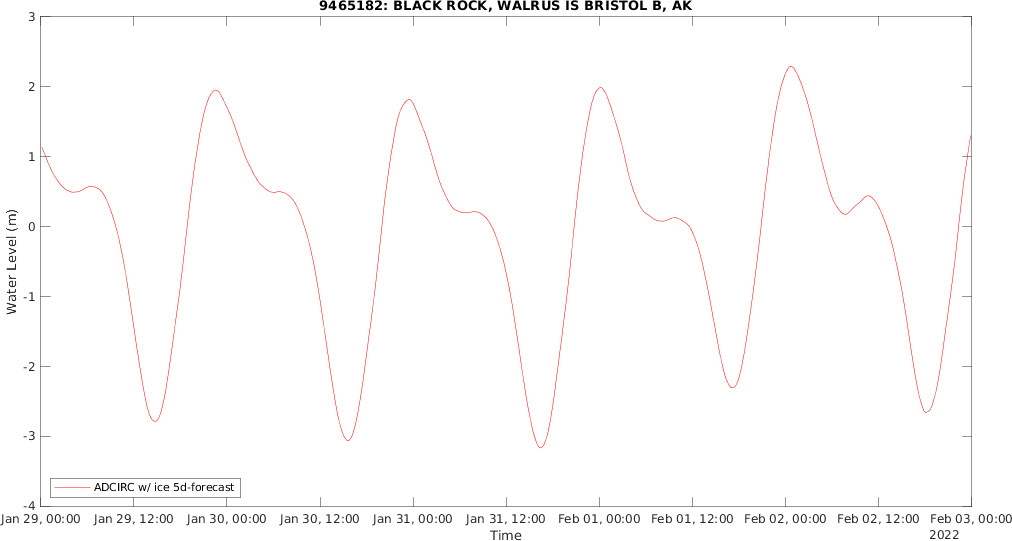 9465182: BLACK ROCK, WALRUS IS BRISTOL B, AK
3
2
1
0
-1
-2
-3
-4
Water Level (m)
ADCIRC w/ ice 5d-forecast
Jan 29, 00:00 Jan 29, 12:00 Jan 30, 00:00 Jan 30, 12:00 Jan 31, 00:00 Jan 31, 12:00 Feb 01, 00:00 Feb 01, 12:00 Feb 02, 00:00 Feb 02, 12:00 Feb 03, 00:00
Time
2022